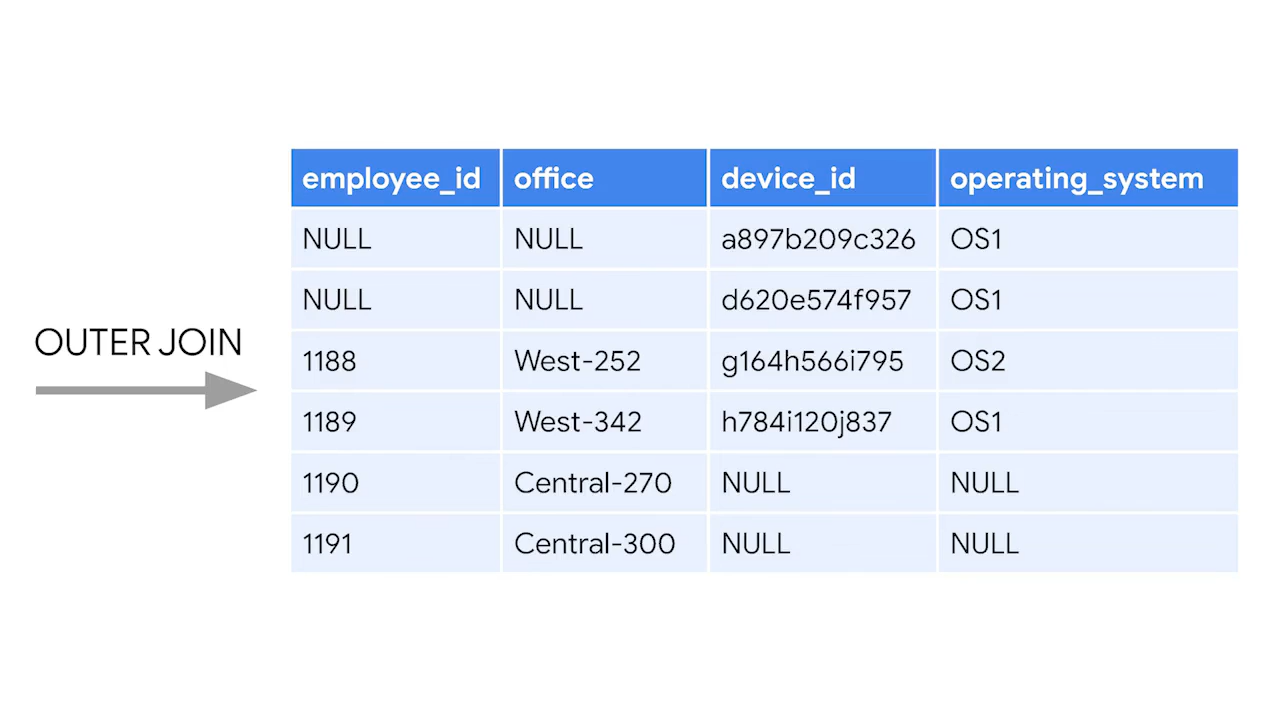 OUTER JOIN
employee_id office device_id operating_system
NULL NULL a897b209c326 OS1
NULL NULL d620e574f957 OS1
1188 West-252 g164h566i795 OS2
1189 West-342 h784i120j837 OS1
1190 Central-270 NULL NULL
1191 Central-300 NULL NULL